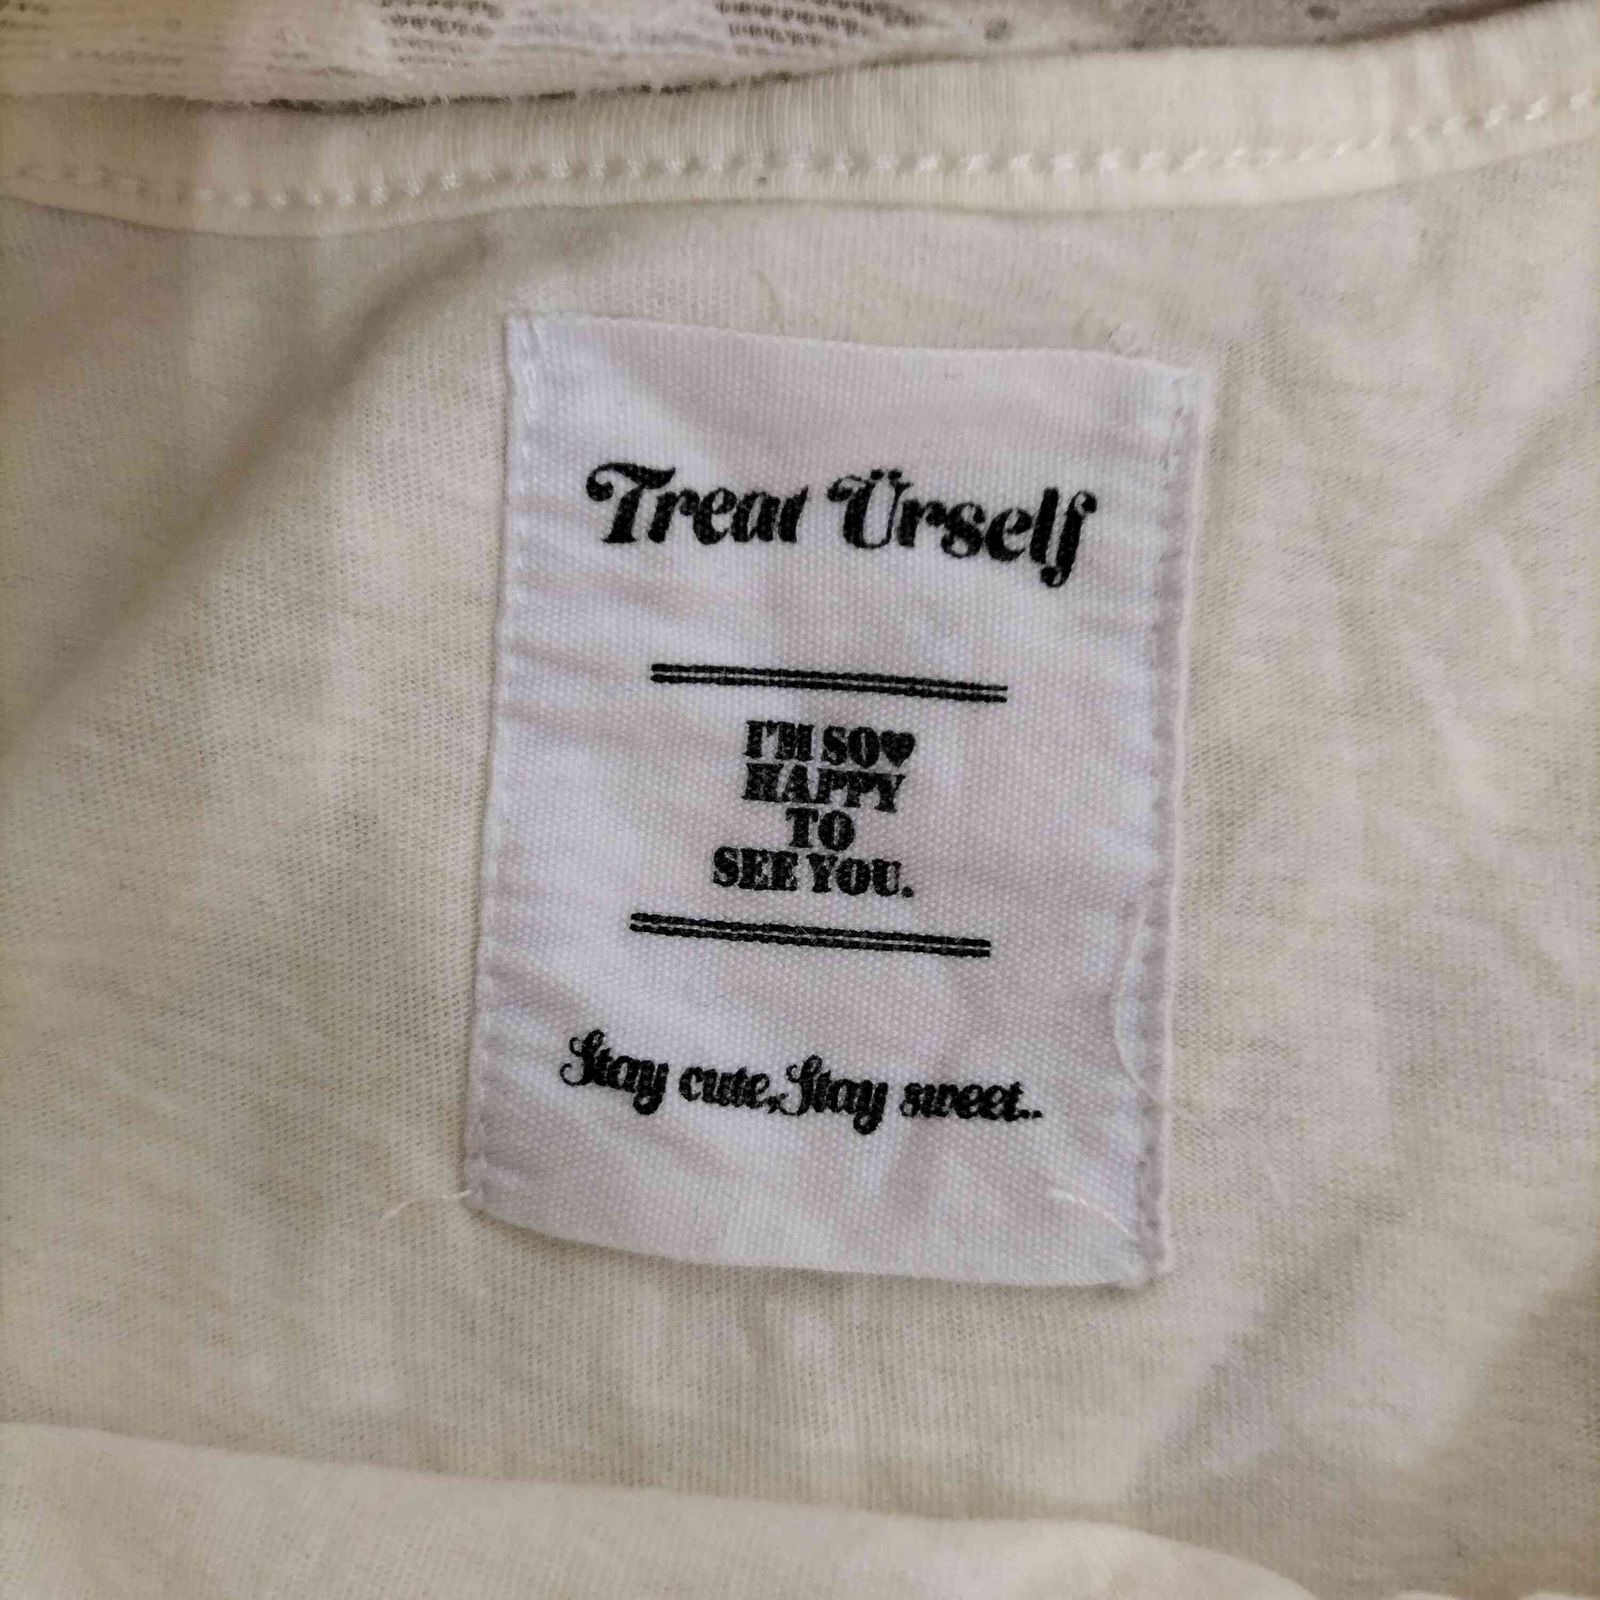 Treat Ürself
I'M SO♥
HAPPY
TO
SEE YOU.
Stay cute,Stay sweet..